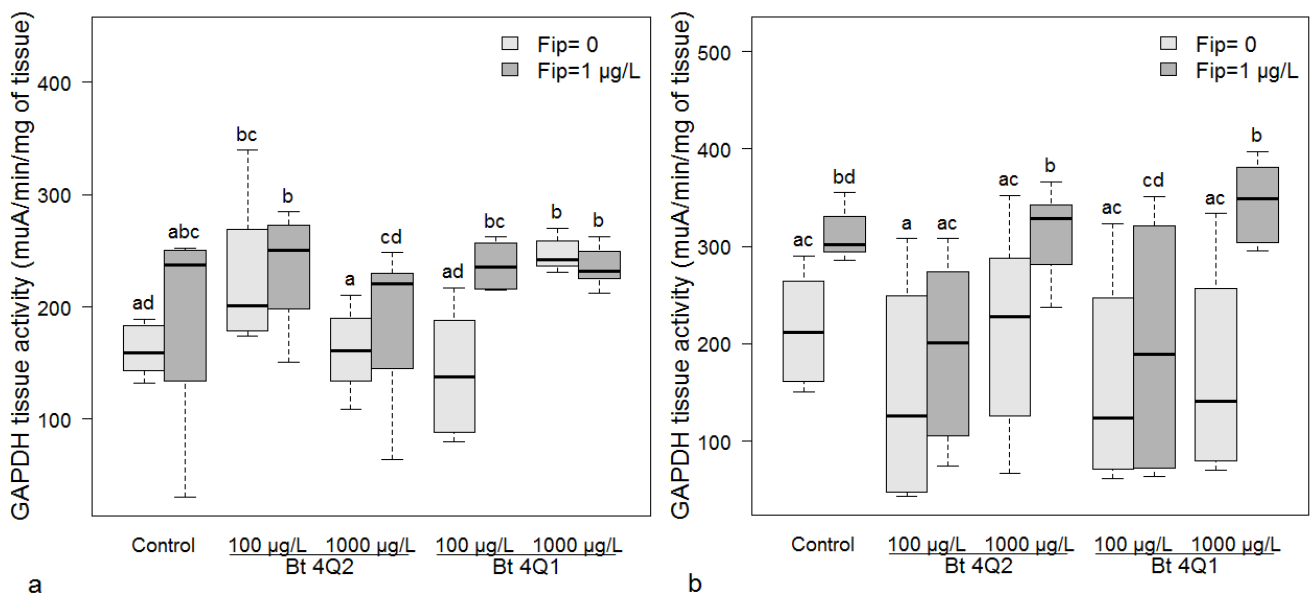 GAPDH tissue activity (muA/min/mg of tissue)
400
300
200
100
Fip= 0
Fip=1 µg/L
ad
abc
bc
b
a
cd
ad
bc
b
b
Control
100 µg/L
1000 µg/L
100 µg/L
1000 µg/L
Bt 4Q2
Bt 4Q1
a
GAPDH tissue activity (muA/min/mg of tissue)
500
400
300
200
100
Fip= 0
Fip=1 µg/L
ac
bd
a
ac
ac
b
ac
cd
ac
b
Control
100 µg/L
1000 µg/L
100 µg/L
1000 µg/L
Bt 4Q2
Bt 4Q1
b